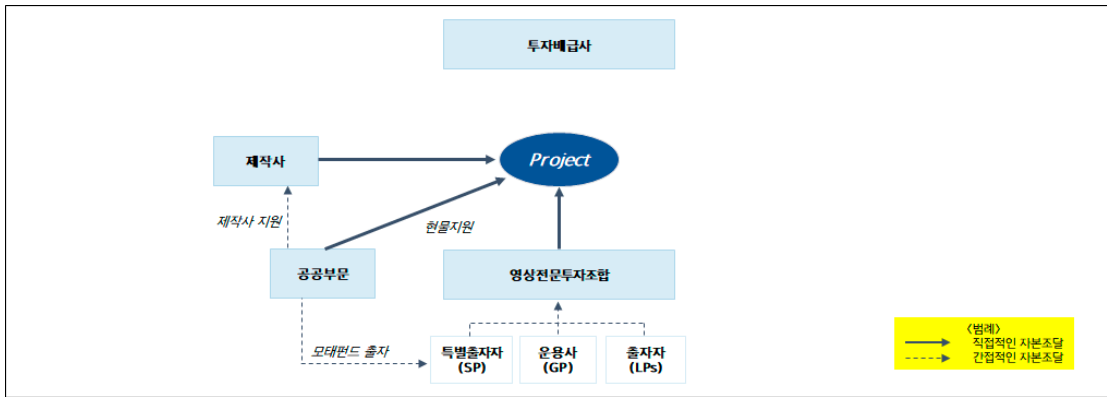 투자배급사
제작사
Project
제작사 지원
현물지원
공공부문
영상전문투자조합
모태펀드 출자
특별출자자
(SP)
운용사
(GP)
출자자
(LPs)
<범례>
직접적인 자본조달
간접적인 자본조달